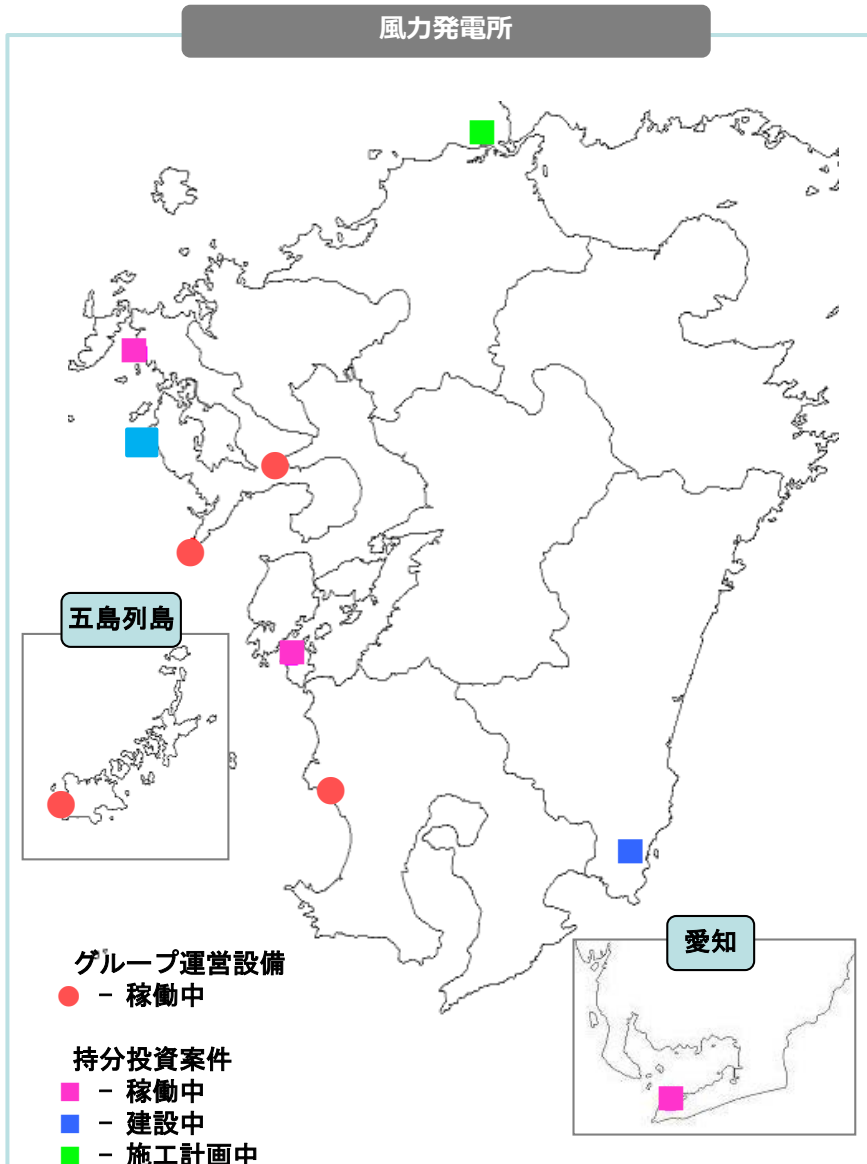 風力発電所
五島列島
愛知
グループ運営設備
- 稼働中
持分投資案件
- 稼働中
- 建設中
- 施工計画中